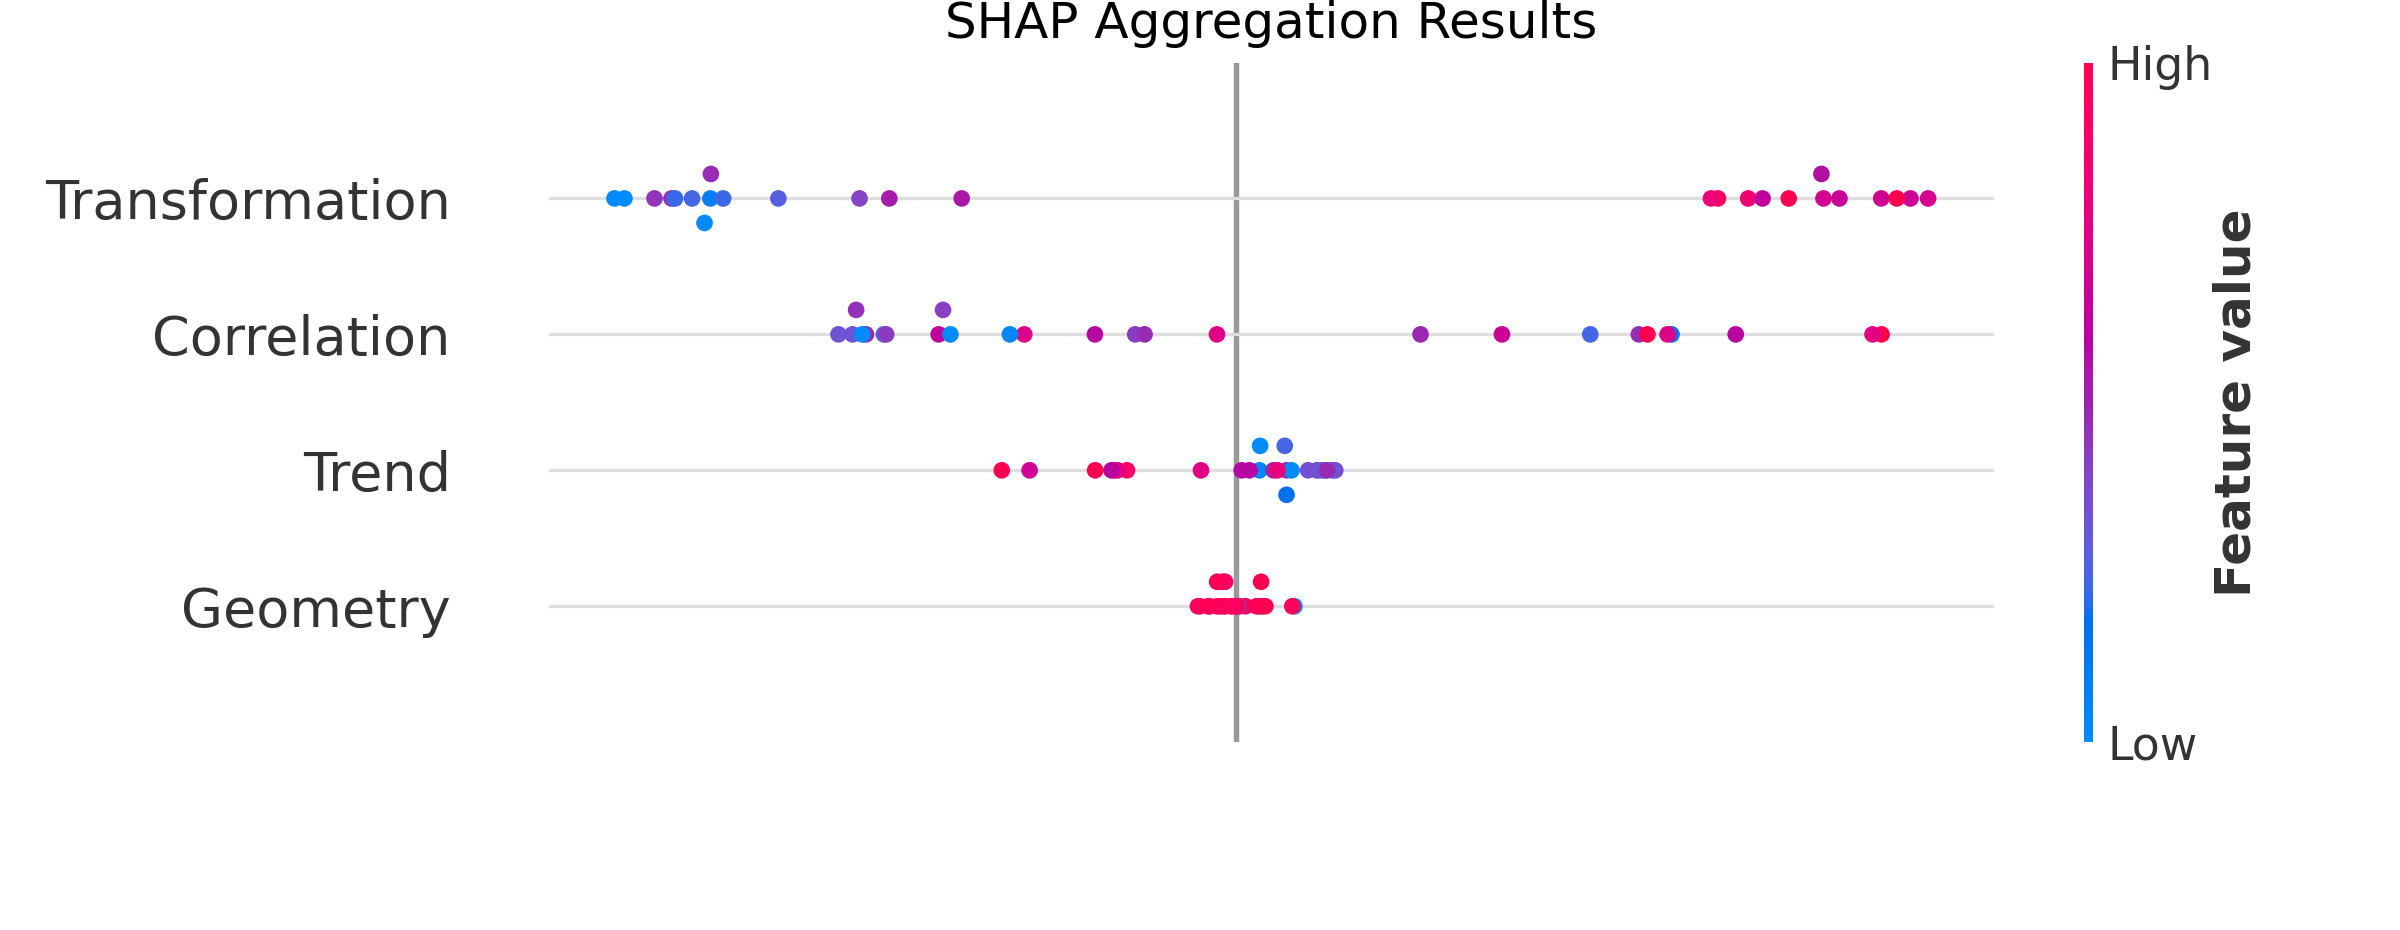 SHAP Aggregation Results
High
Transformation
Correlation
Trend
Geometry
Feature value
Low